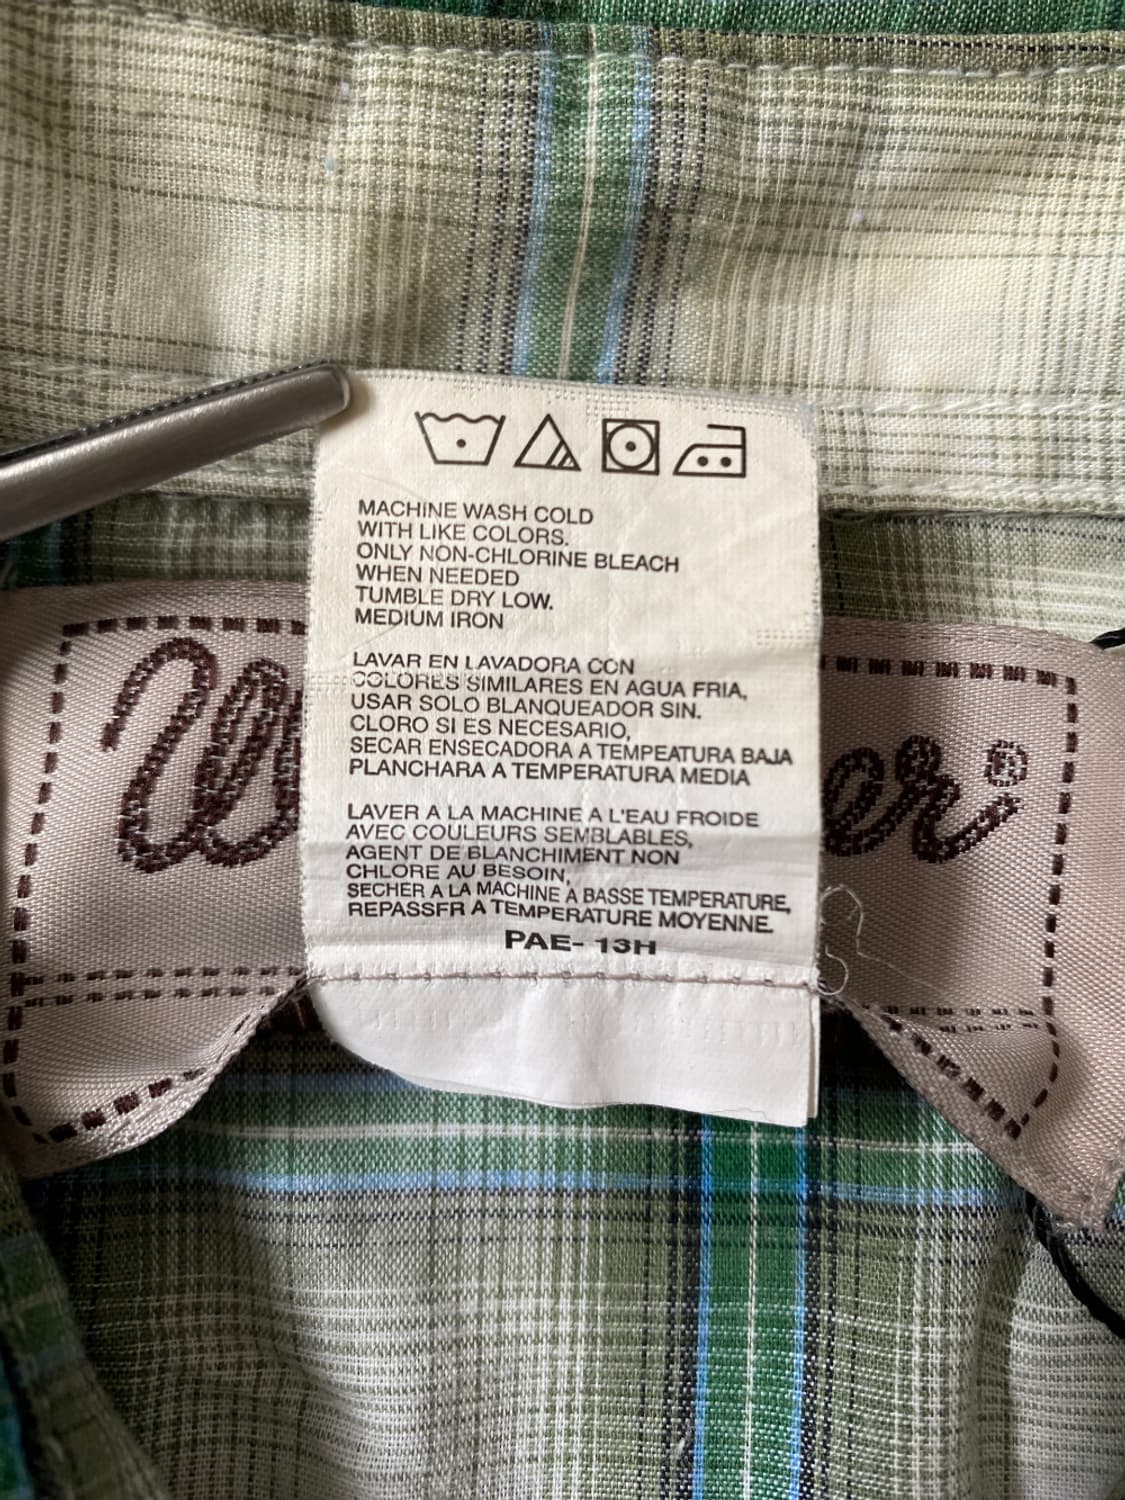 MACHINE WASH COLD
WITH LIKE COLORS.
ONLY NON-CHLORINE BLEACH
WHEN NEEDED
TUMBLE DRY LOW.
MEDIUM IRON
LAVAR EN LAVADORA CON
COLORES SIMILARES EN AGUA FRIA,
USAR SOLO BLANQUEADOR SIN.
CLORO SI ES NECESARIO,
SECAR ENSECADORA A TEMPEATURA BAJA
PLANCHARA A TEMPERATURA MEDIA
LAVER A LA MACHINE A L'EAU FROIDE
AVEC COULEURS SEMBLABLES,
AGENT DE BLANCHIMENT NON
CHLORE AU BESOIN,
SECHER A LA MACHINE A BASSE TEMPERATURE,
REPASSER A TEMPERATURE MOYENNE.
PAE- 13H
W
er®